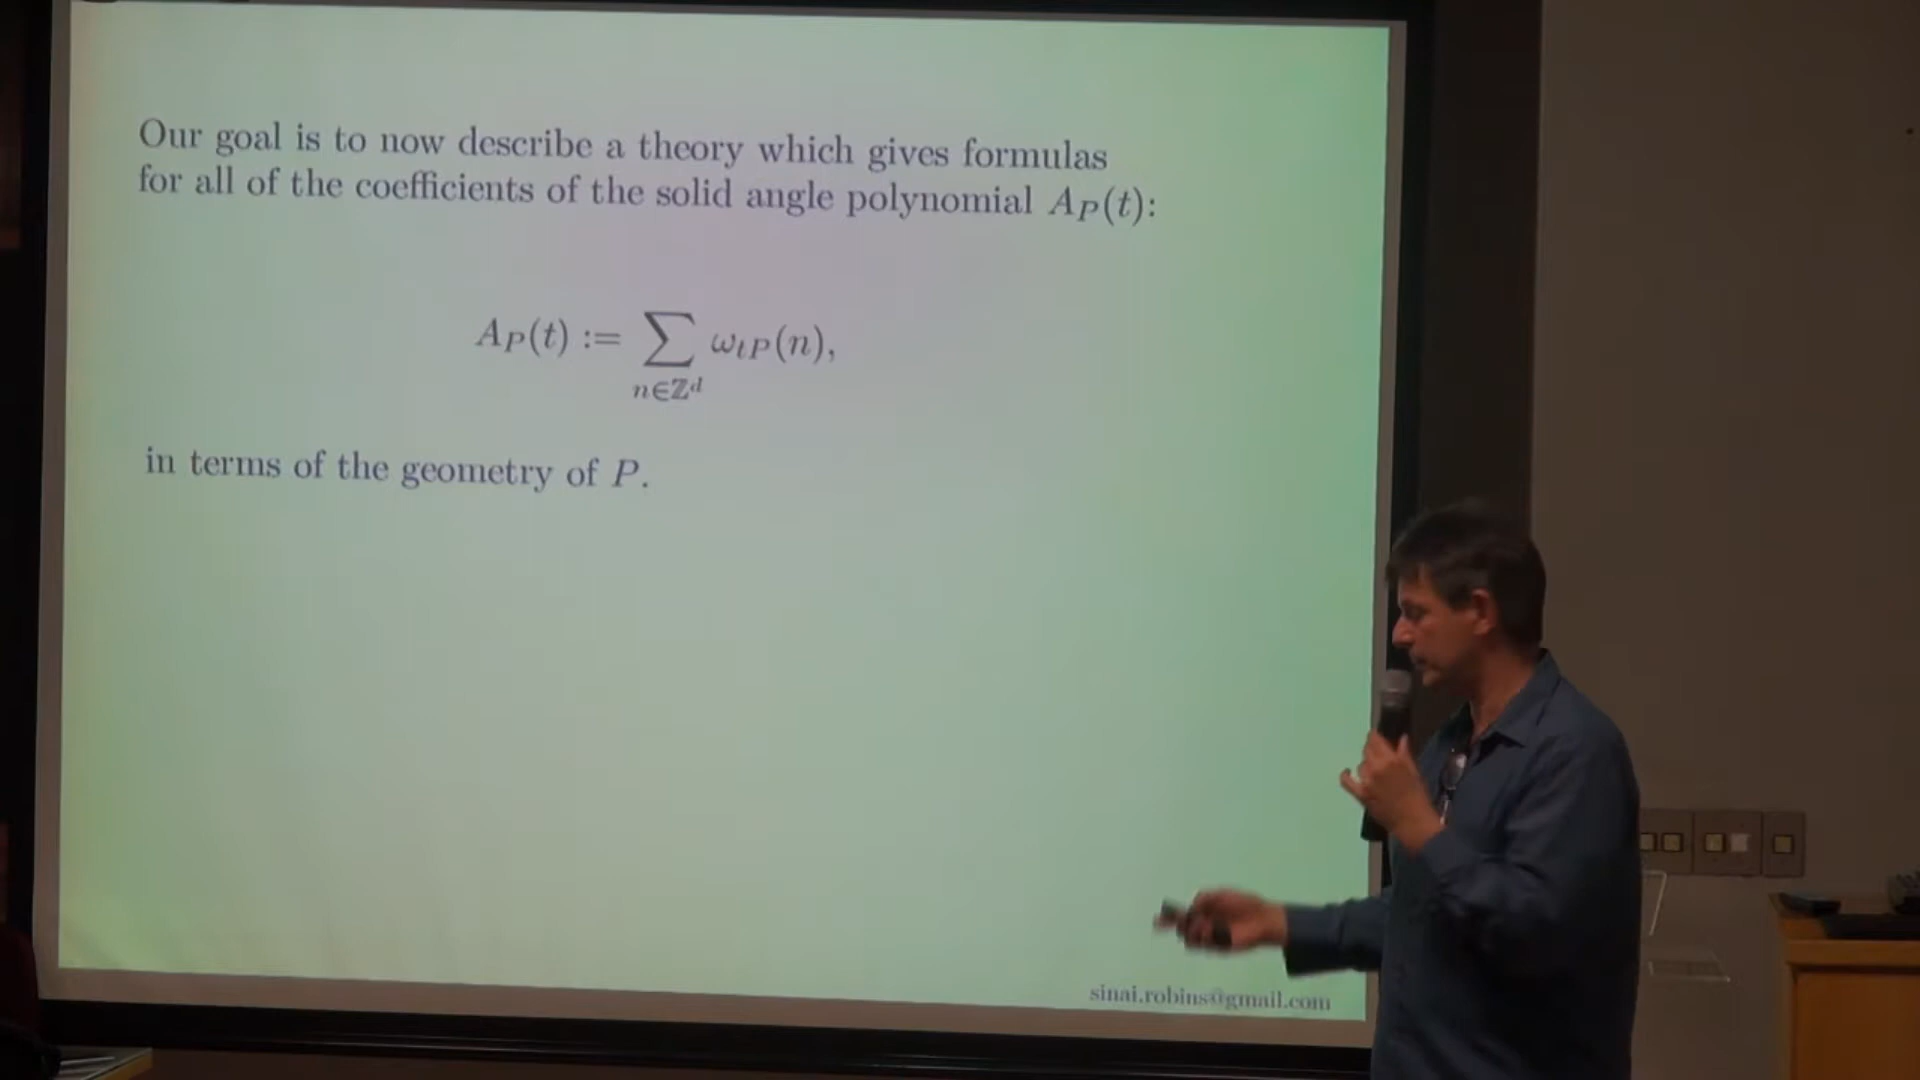 Our goal is to now describe a theory which gives formulas
for all of the coefficients of the solid angle polynomial A_P(t):
A_P(t) := ∑_{n∈ℤ^d} ω_{tP}(n),
in terms of the geometry of P.
sinai.robins@gmail.com